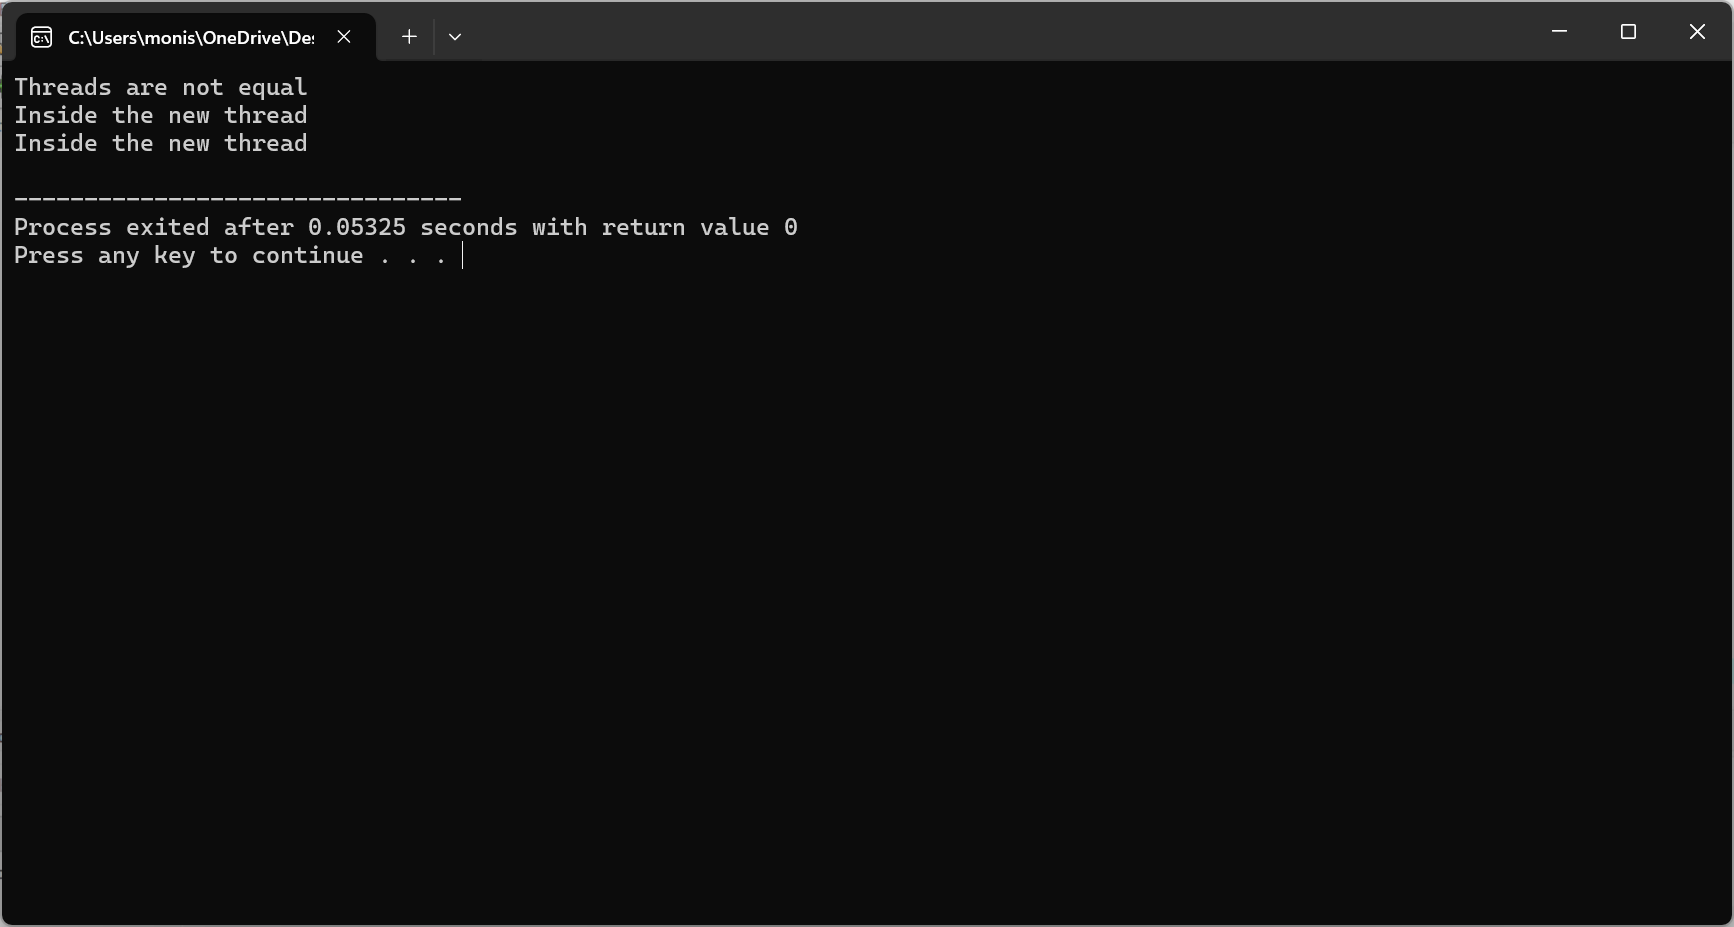 C:\Users\monis\OneDrive\Des
Threads are not equal
Inside the new thread
Inside the new thread
--------------------------------
Process exited after 0.05325 seconds with return value 0
Press any key to continue . . .